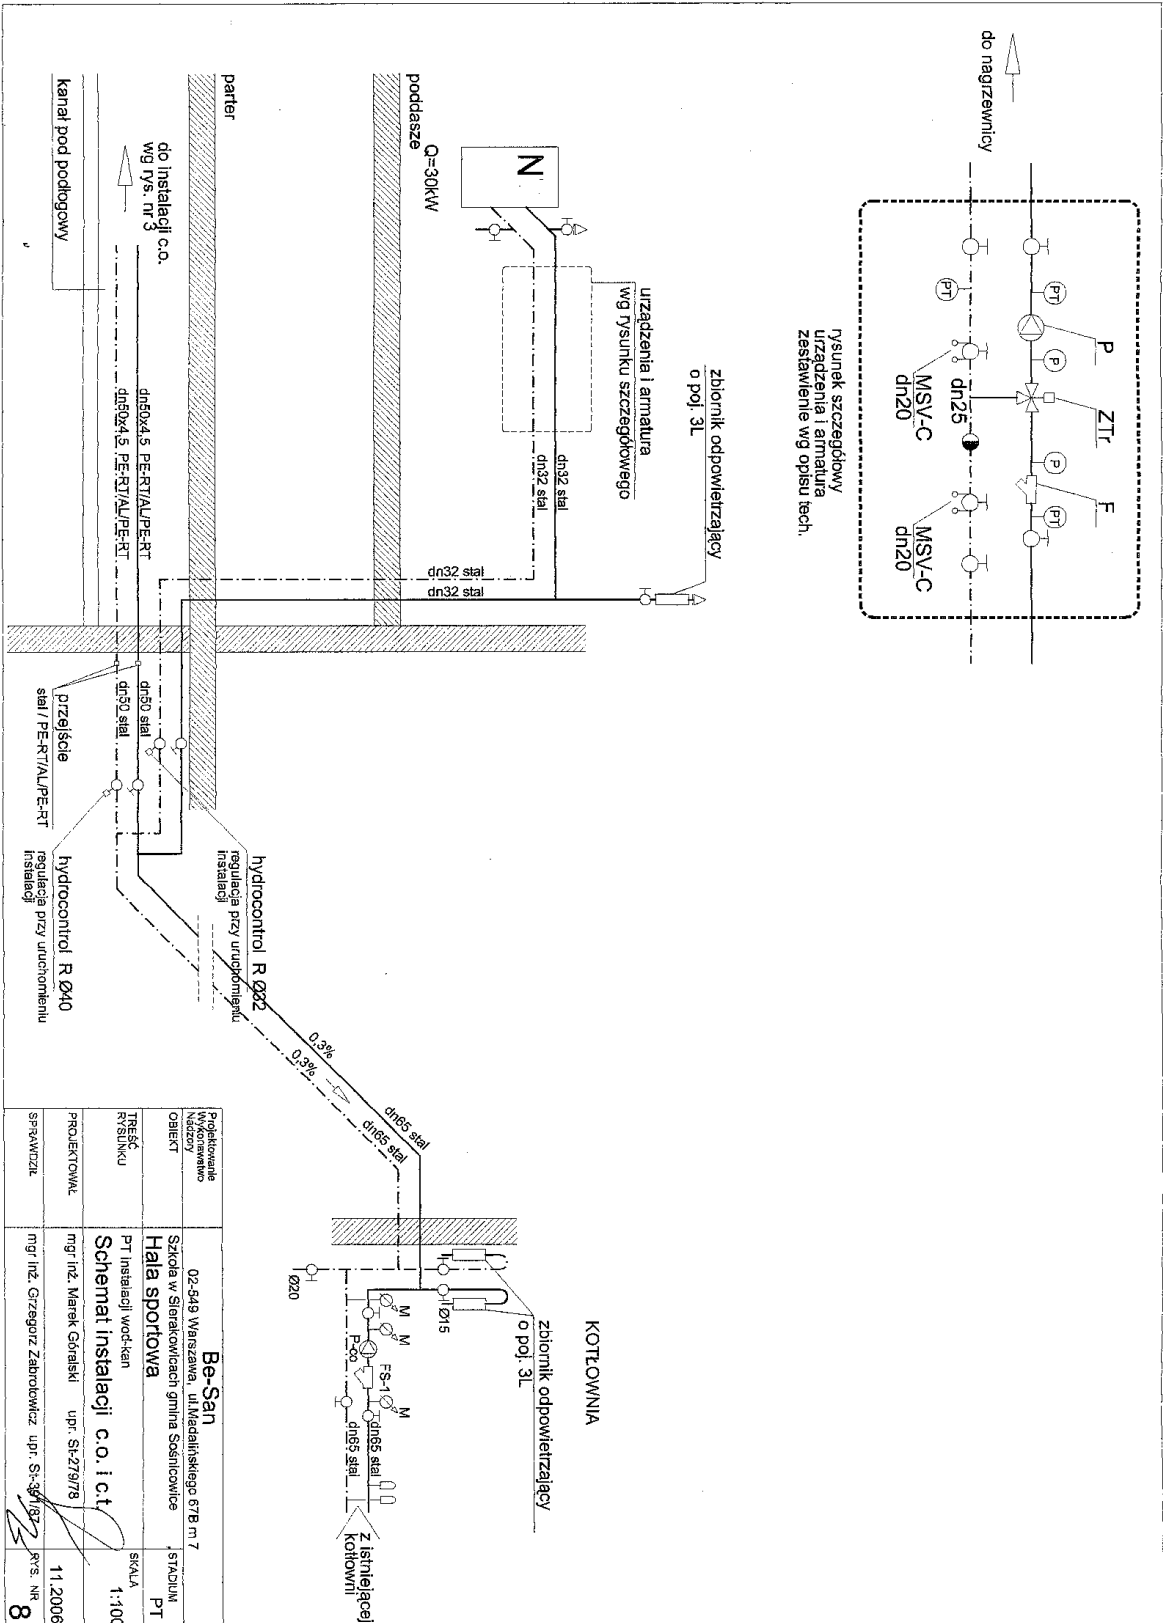 do nagrzewnicy
PT
P
P
ZTr
P
F
PT
PT
MSV-C
dn20
dn25
MSV-C
dn20
rysunek szczegółowy
urządzenia i armatura
zestawienie wg opisu tech.
zbiornik odpowietrzający
o poj. 3L
urządzenia i armatura
wg rysunku szczegółowego
N
Q=30kW
poddasze
dn32 stal
dn32 stal
dn32 stal
dn32 stal
parter
do instalacji c.o.
wg rys. nr 3
kanał pod podłogowy
dn50x4,5 PE-RT/AL/PE-RT
dn50x4,5 PE-RT/AL/PE-RT
dn50 stal
dn50 stal
przejście
stal / PE-RT/AL/PE-RT
hydrocontrol R Ø32
regulacja przy uruchomieniu
instalacji
hydrocontrol R Ø40
regulacja przy uruchomieniu
instalacji
0,3%
0,3%
dn65 stal
dn65 stal
KOTŁOWNIA
zbiornik odpowietrzający
o poj. 3L
Ø15
Ø20
M
M
M
P-co
FS-1
dn65 stal
dn65 stal
z istniejącej
kotłowni
Projektowanie
Wykonawstwo
Nadzory
Be-San
02-549 Warszawa, ul.Madalińskiego 67B m 7
OBIEKT
Szkoła w Sierakowicach gmina Sośnicowice
Hala sportowa
STADIUM
PT
TREŚĆ
RYSUNKU
PT instalacji wod-kan
Schemat instalacji c.o. i c.t.
SKALA
1:100
PROJEKTOWAŁ
mgr inż. Marek Góralski upr. St-279/78
11.2006
SPRAWDZIŁ
mgr inż. Grzegorz Zabrotowicz upr. St-391/87
RYS. NR
8